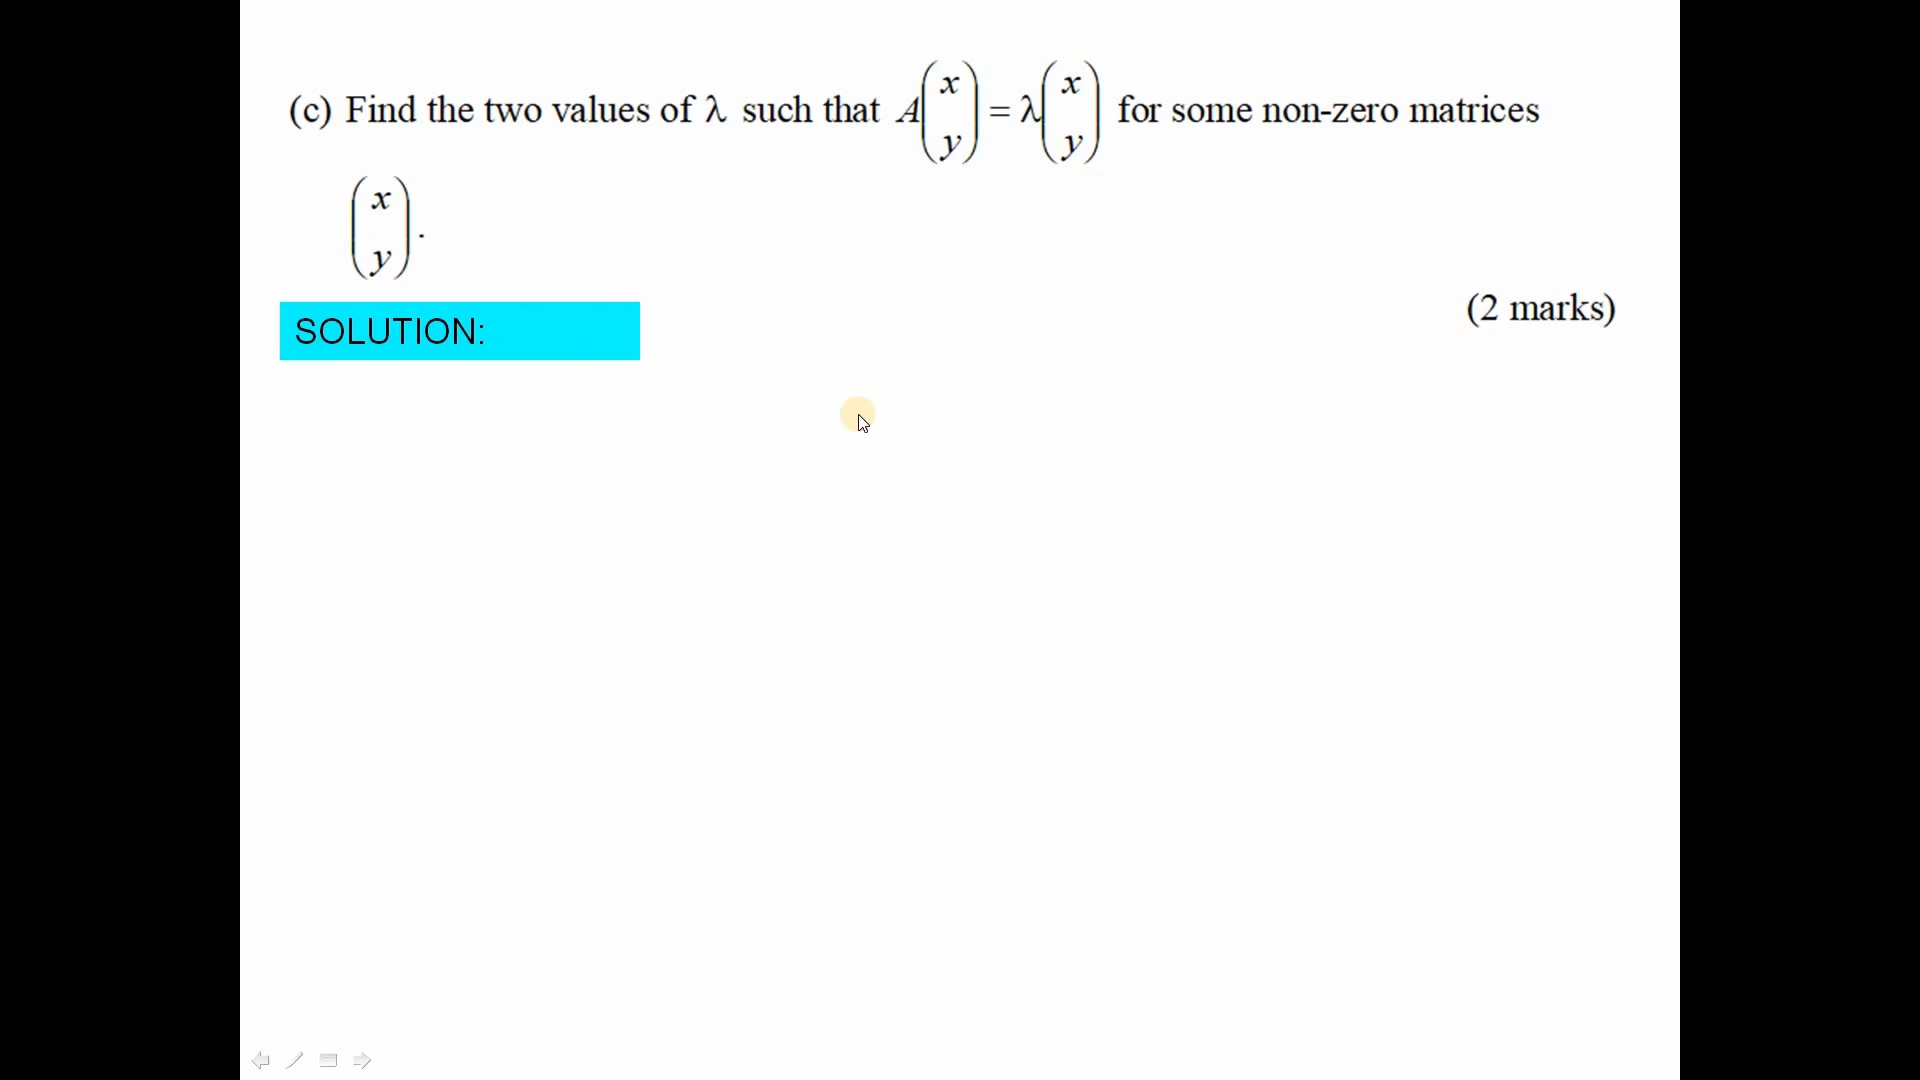 (c) Find the two values of λ such that A(x y) = λ(x y) for some non-zero matrices
(x y).
(2 marks)
SOLUTION: